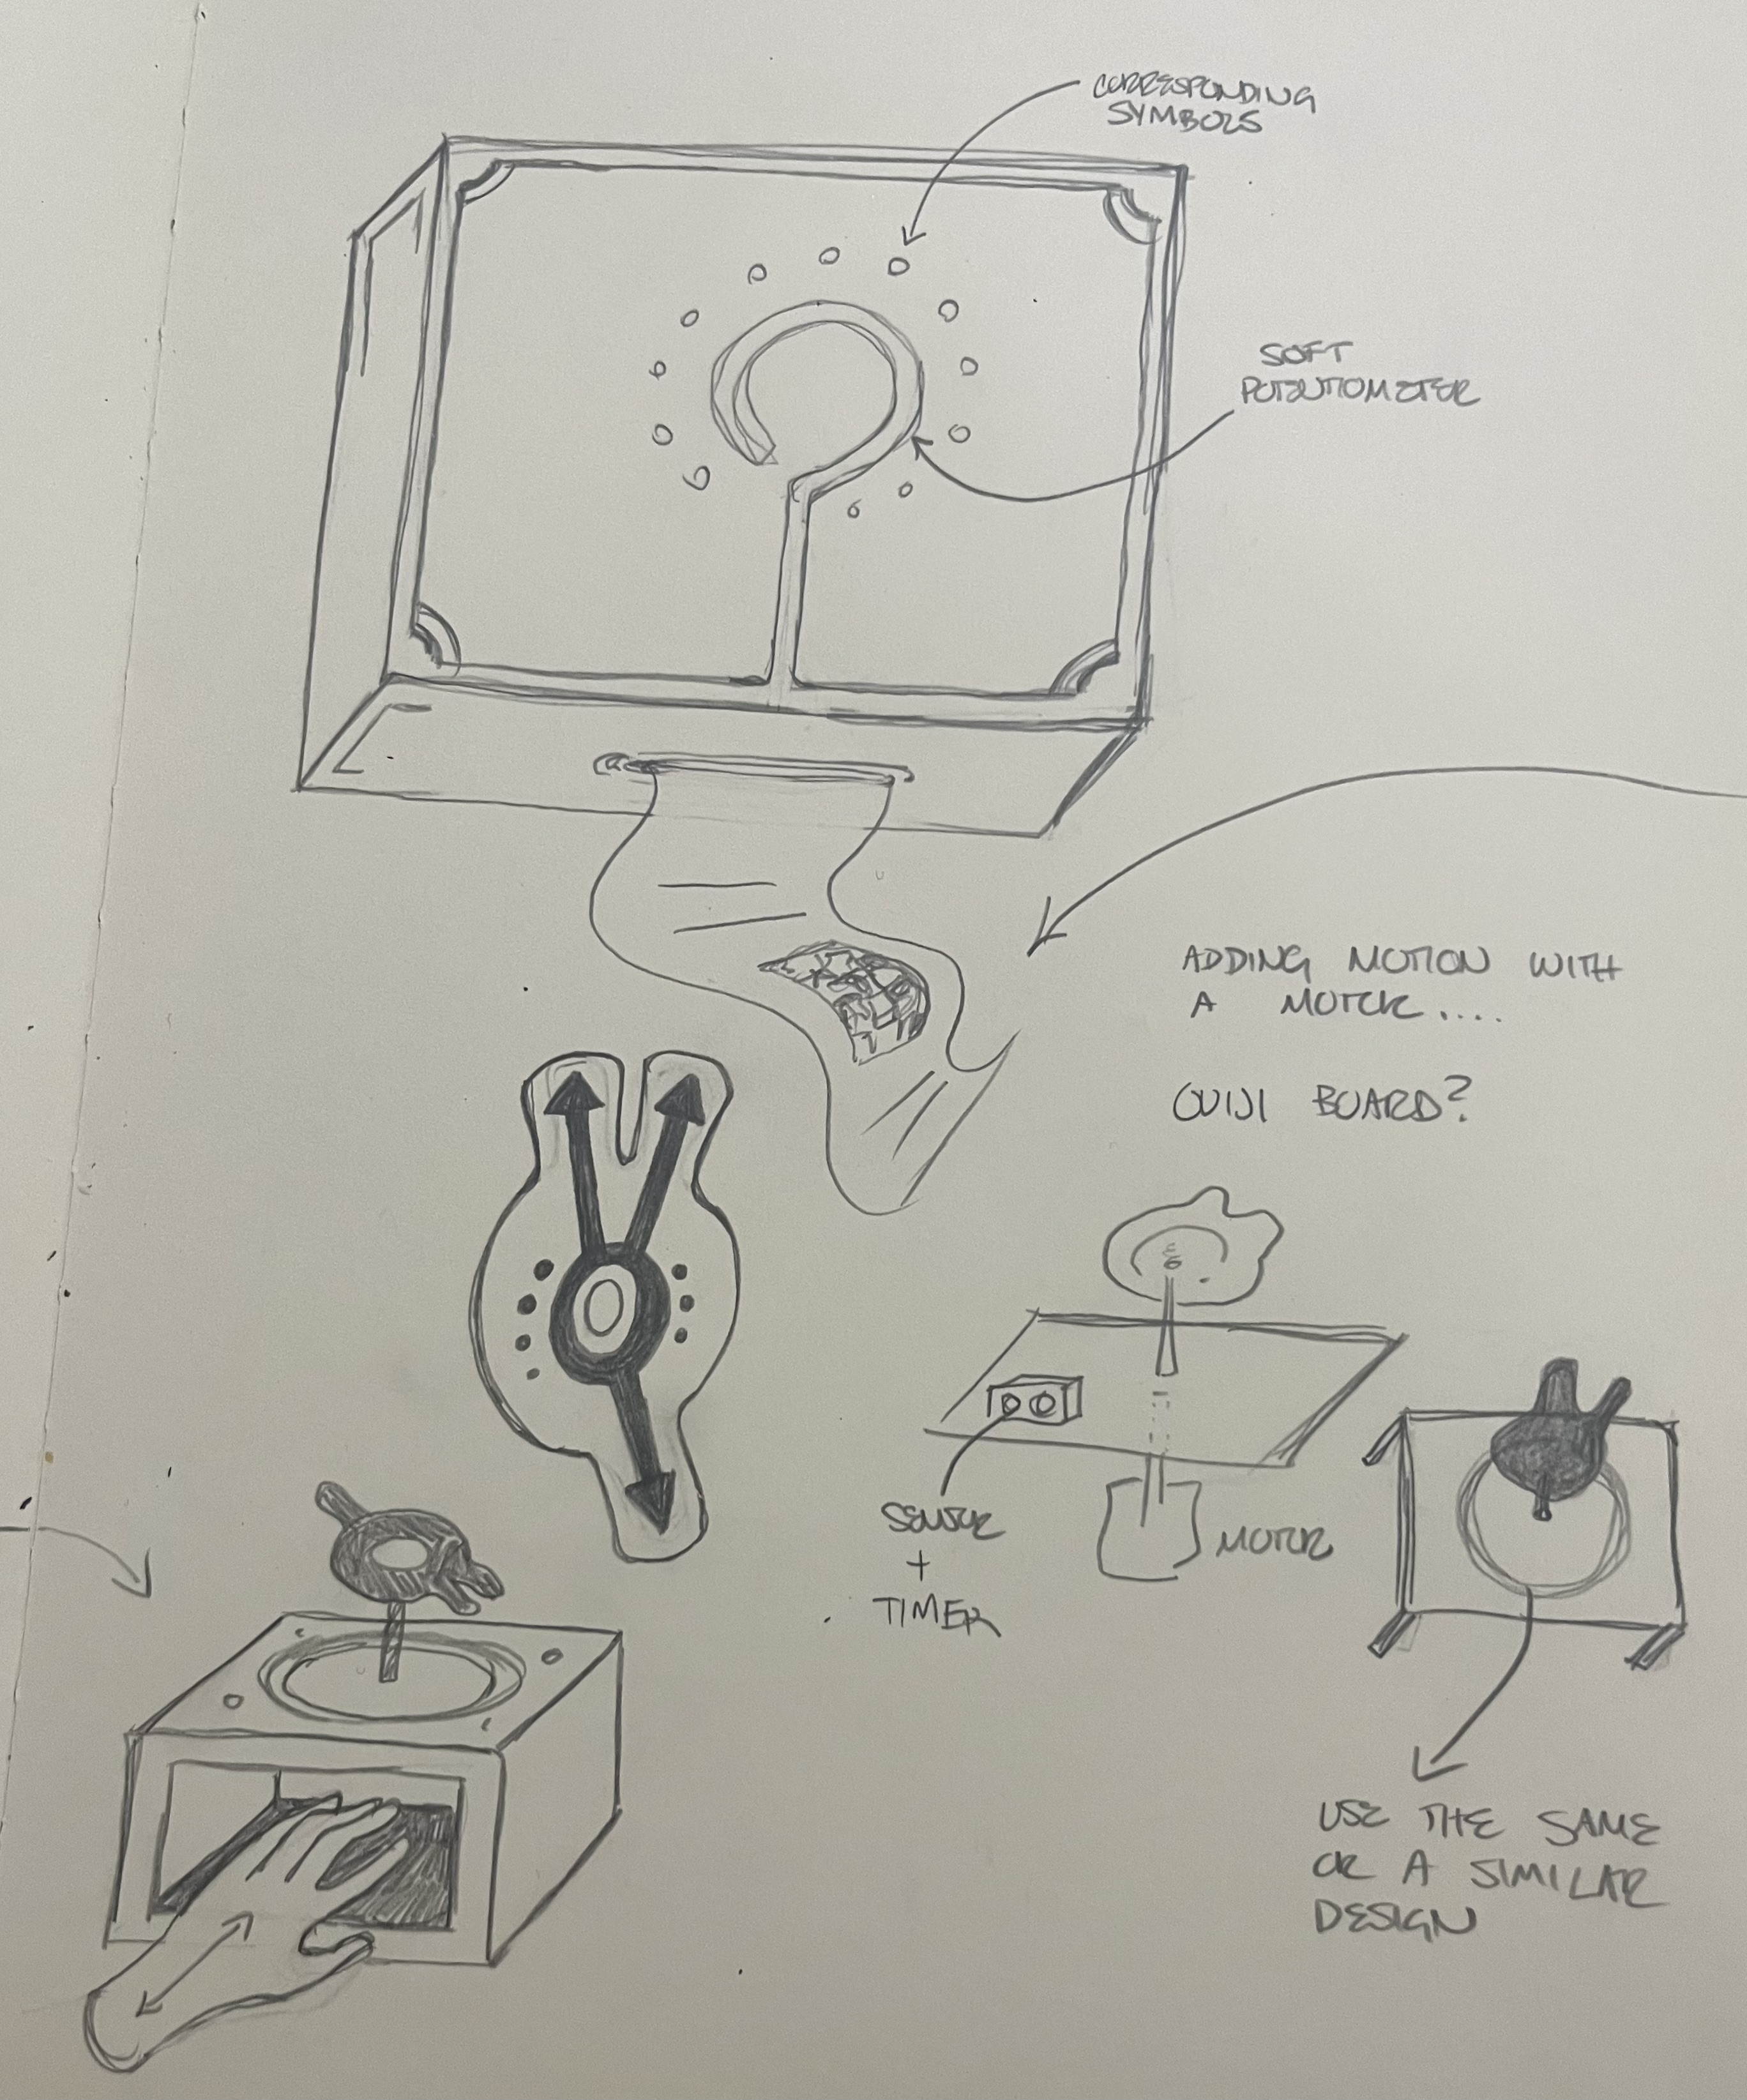 CORRESPONDING
SYMBOLS
SOFT
POTENTIOMETER
ADDING MOTION WITH
A MOTOR....
OUIJI BOARD?
SENSOR
+
TIMER
MOTOR
USE THE SAME
OR A SIMILAR
DESIGN